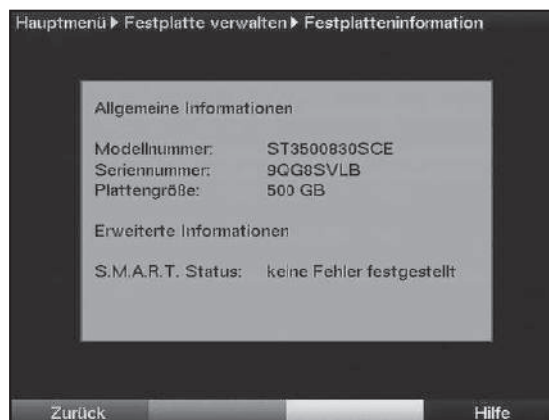 Hauptmenü▶ Festplatte verwalten▶ Festplatteninformation
Allgemeine Informationen
Modellnummer: ST3500830SCE
Seriennummer: 9QG8SVLB
Plattengröße: 500 GB
Erweiterte Informationen
S.M.A.R.T. Status: keine Fehler festgestellt
Zurück Hilfe